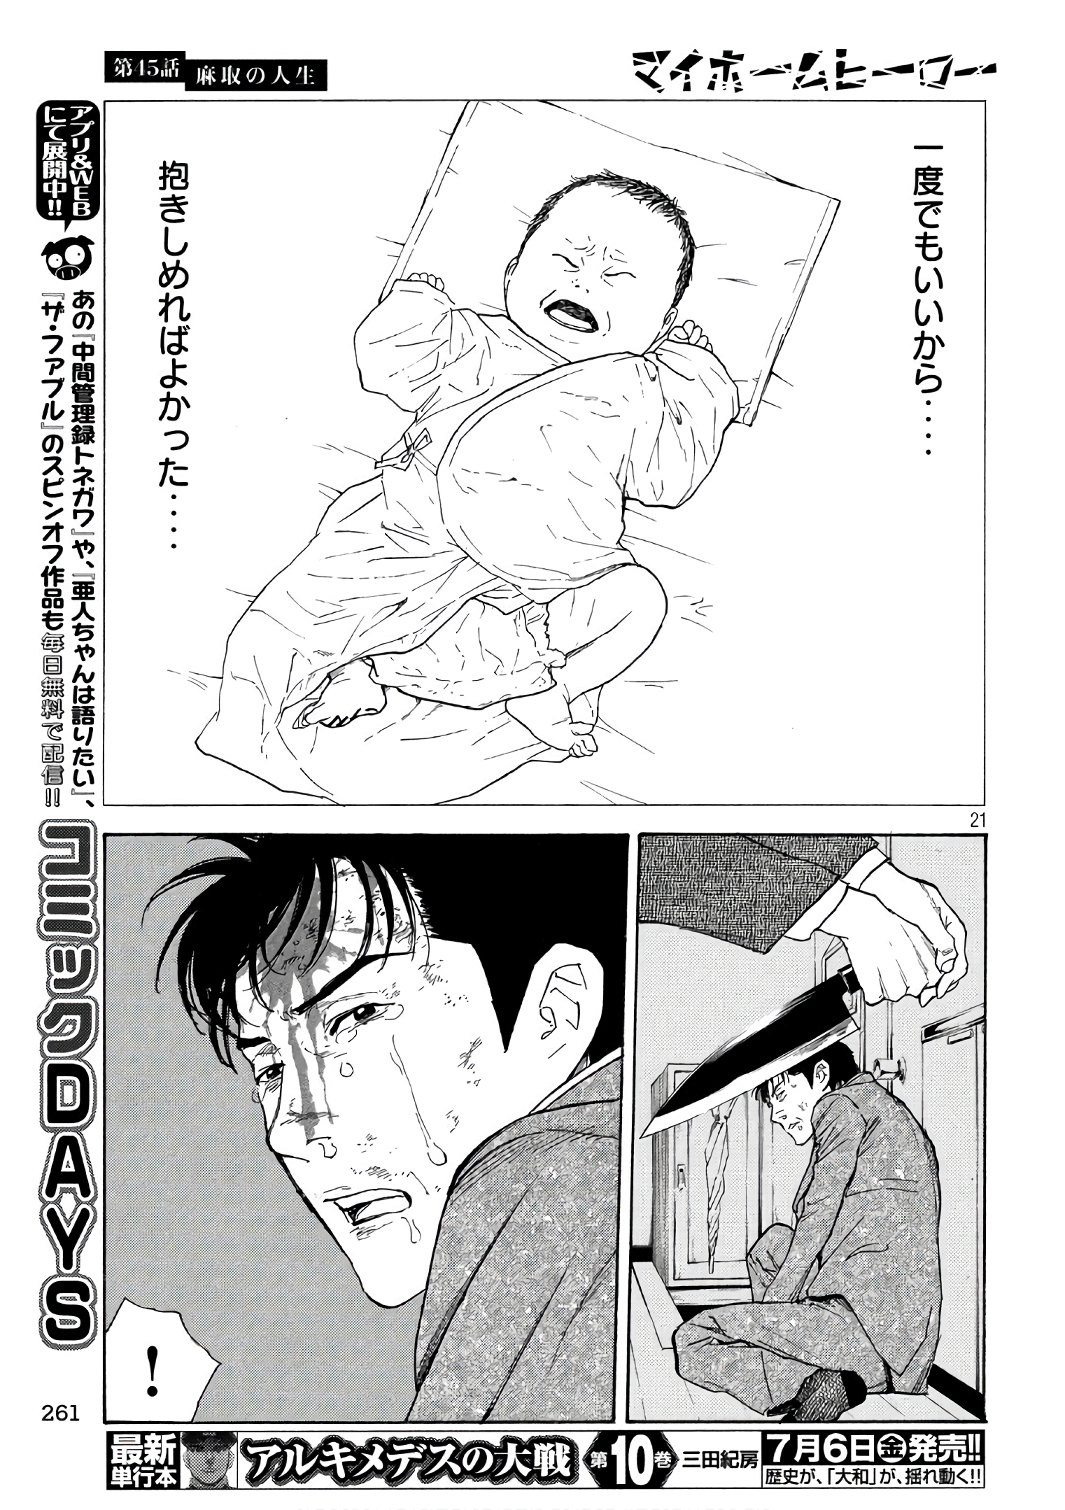 第45話
麻取の人生
マイホームヒーロー
一度でもいいから‥‥
抱きしめればよかった‥‥
21
！
アプリ&WEB
にて展開中!!
あの『中間管理録トネガワ』や、『亜人ちゃんは語りたい』、
『ザ・ファブル』のスピンオフ作品も毎日無料で配信!!
コミックDAYS
261
最新
単行本
アルキメデスの大戦
第10巻
三田紀房
7月6日㊎発売!!
歴史が、「大和」が、揺れ動く!!